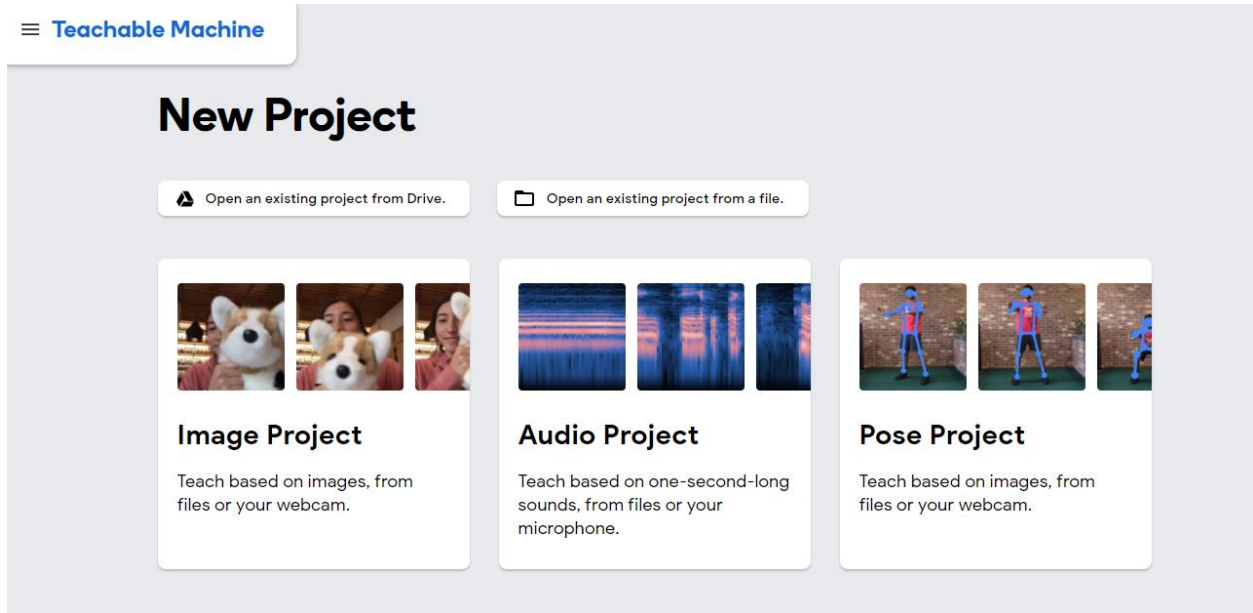 Teachable Machine
New Project
Open an existing project from Drive.
Open an existing project from a file.
Image Project
Teach based on images, from
files or your webcam.
Audio Project
Teach based on one-second-long
sounds, from files or your
microphone.
Pose Project
Teach based on images, from
files or your webcam.